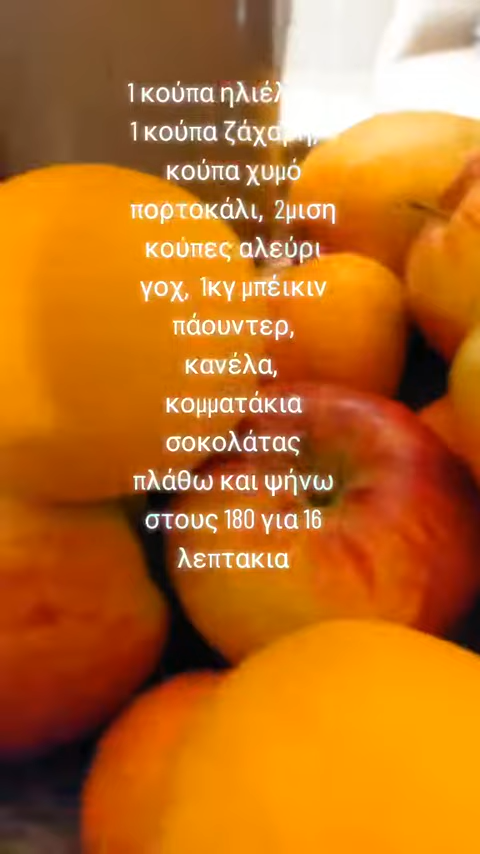 1 κούπα
1 κούπα
κούπα χυμό
πορτοκάλι, 2μιση
κούπες αλεύρι
γοχ, 1κγ μπέικιν
πάουντερ,
κανέλα,
κομματάκια
σοκολάτας
πλάθω και ψήνω
στους 180 για 16
λεπτακια